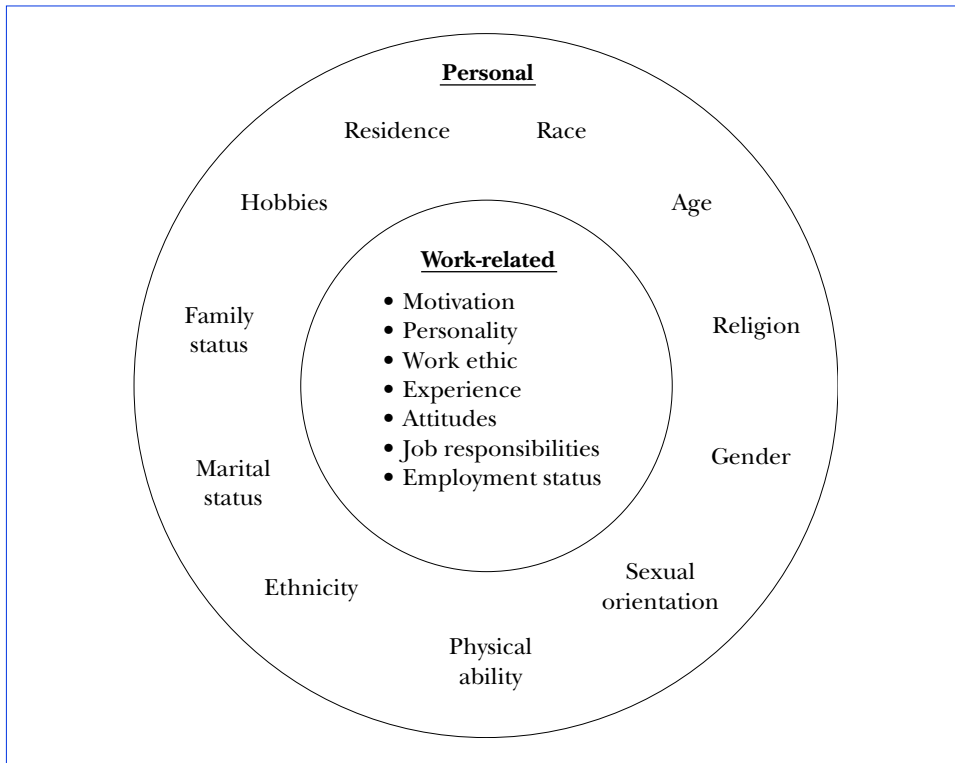 Personal
Residence
Race
Hobbies
Age
Work-related
• Motivation
• Personality
• Work ethic
• Experience
• Attitudes
• Job responsibilities
• Employment status
Family
status
Religion
Marital
status
Gender
Ethnicity
Sexual
orientation
Physical
ability